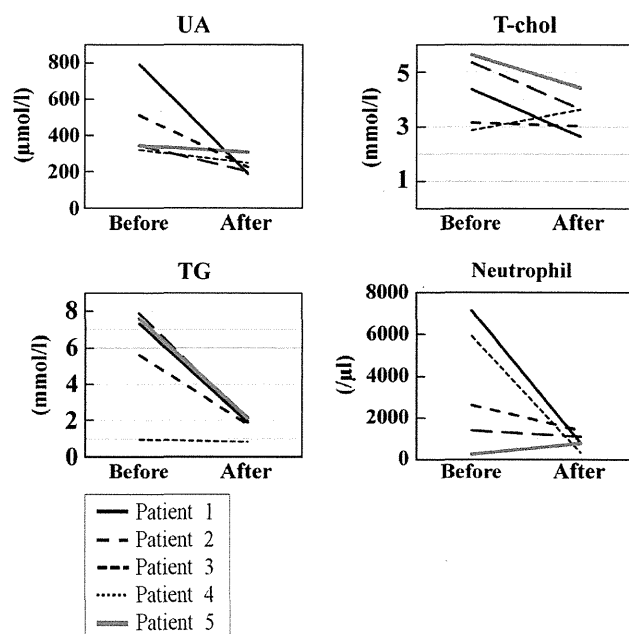 UA
800
600
400
200
0
(μmol/l)
Before After
T-chol
5
3
1
(mmol/l)
Before After
TG
8
6
4
2
0
(mmol/l)
Before After
Neutrophil
8000
6000
4000
2000
0
(/μl)
Before After
Patient 1
Patient 2
Patient 3
Patient 4
Patient 5